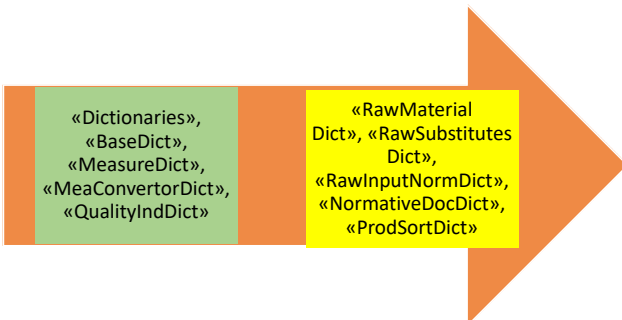 «Dictionaries»,
«BaseDict»,
«MeasureDict»,
«MeaConvertorDict»,
«QualityIndDict»
«RawMaterial
Dict», «RawSubstitutes
Dict»,
«RawInputNormDict»,
«NormativeDocDict»,
«ProdSortDict»